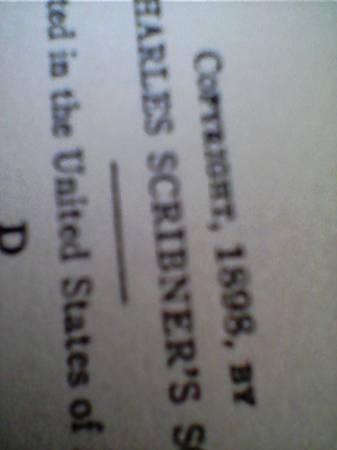 COPYRIGHT, 1898, BY
HARLES SCRIBNER'S S
ted in the United States of
D